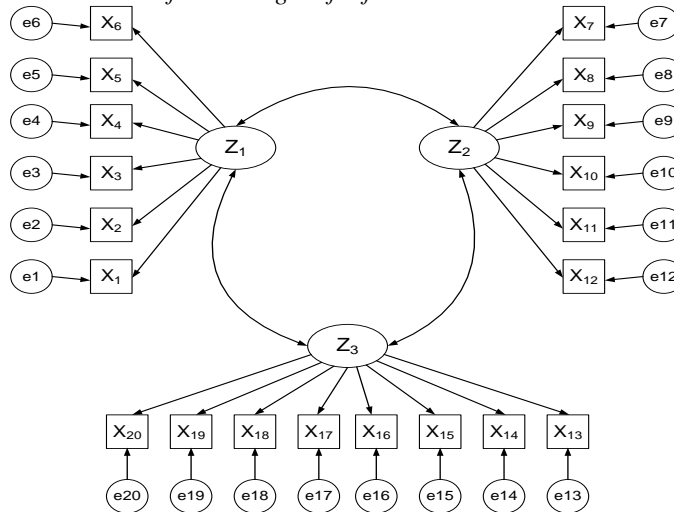 e6 X6 X7 e7
e5 X5 X8 e8
e4 X4 X9 e9
Z1 Z2
e3 X3 X10 e10
e2 X2 X11 e11
e1 X1 X12 e12
Z3
X20 X19 X18 X17 X16 X15 X14 X13
e20 e19 e18 e17 e16 e15 e14 e13